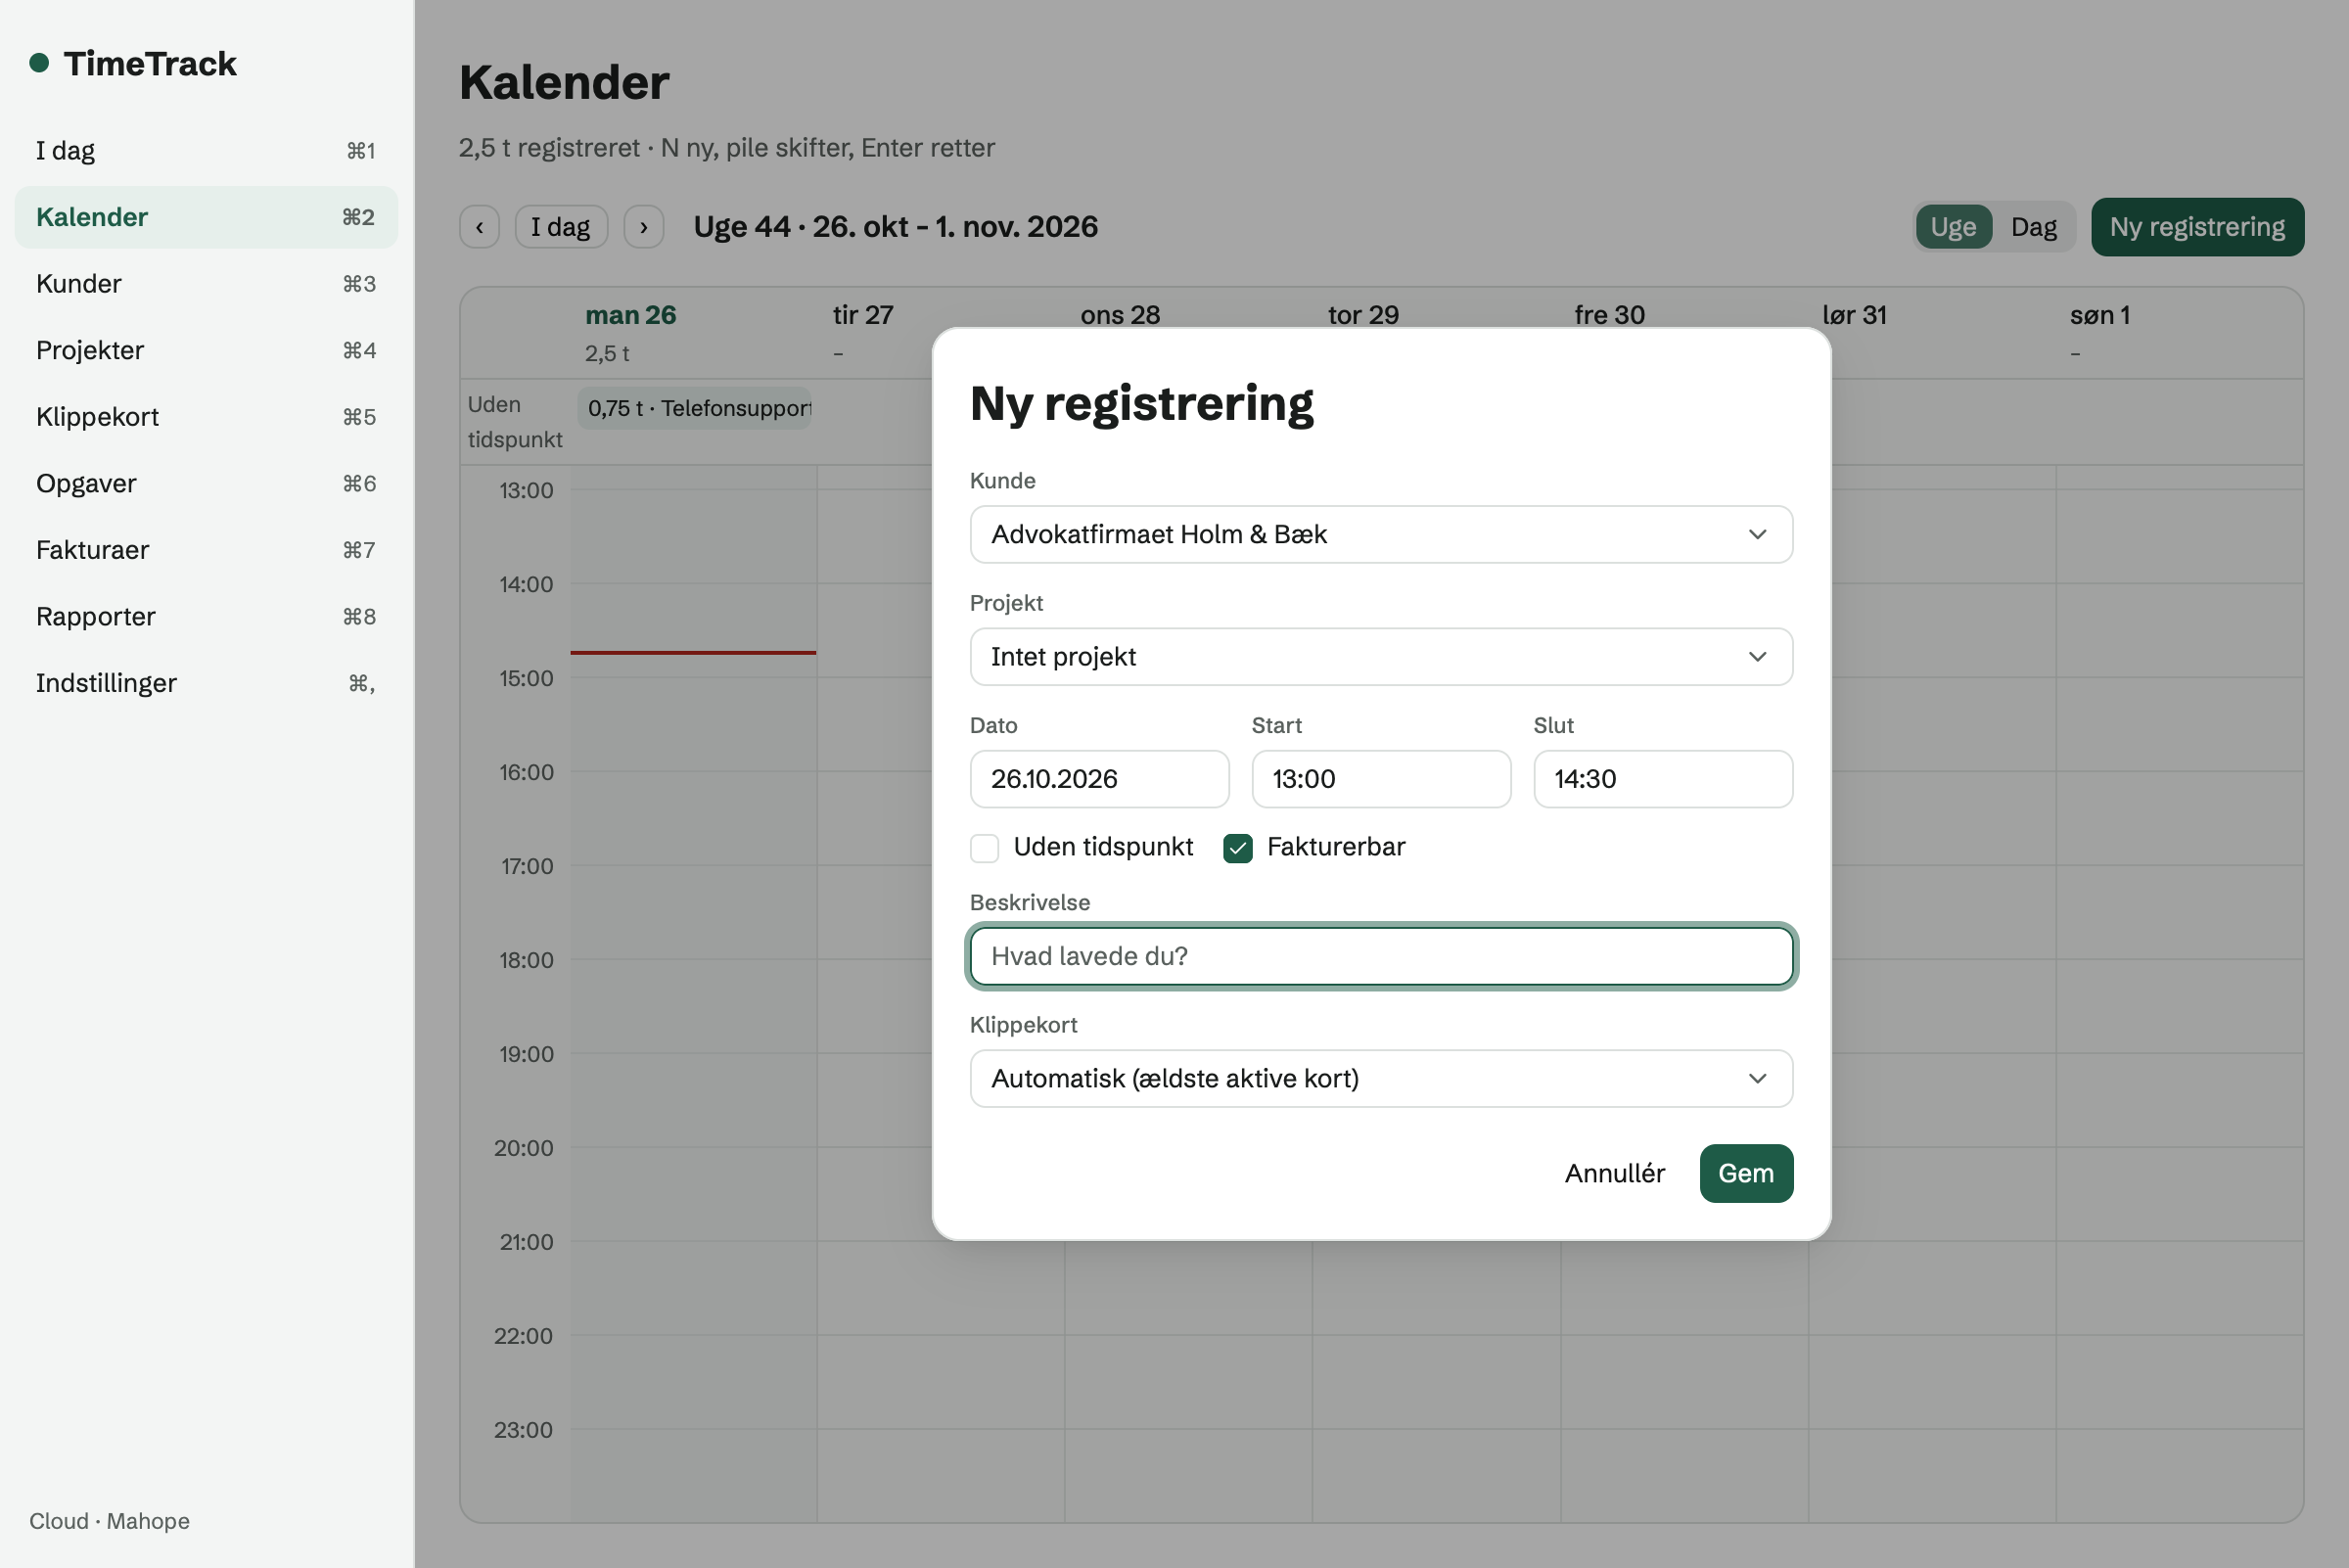 TimeTrack
I dag ⌘1
Kalender ⌘2
Kunder ⌘3
Projekter ⌘4
Klippekort ⌘5
Opgaver ⌘6
Fakturaer ⌘7
Rapporter ⌘8
Indstillinger ⌘,
Cloud · Mahope
Kalender
2,5 t registreret · N ny, pile skifter, Enter retter
‹ I dag › Uge 44 · 26. okt – 1. nov. 2026 Uge Dag Ny registrering
man 26 tir 27 ons 28 tor 29 fre 30 lør 31 søn 1
2,5 t – –
Uden tidspunkt
0,75 t · Telefonsupport
13:00
14:00
15:00
16:00
17:00
18:00
19:00
20:00
21:00
22:00
23:00
Ny registrering
Kunde
Advokatfirmaet Holm & Bæk
Projekt
Intet projekt
Dato Start Slut
26.10.2026 13:00 14:30
Uden tidspunkt Fakturerbar
Beskrivelse
Hvad lavede du?
Klippekort
Automatisk (ældste aktive kort)
Annullér Gem